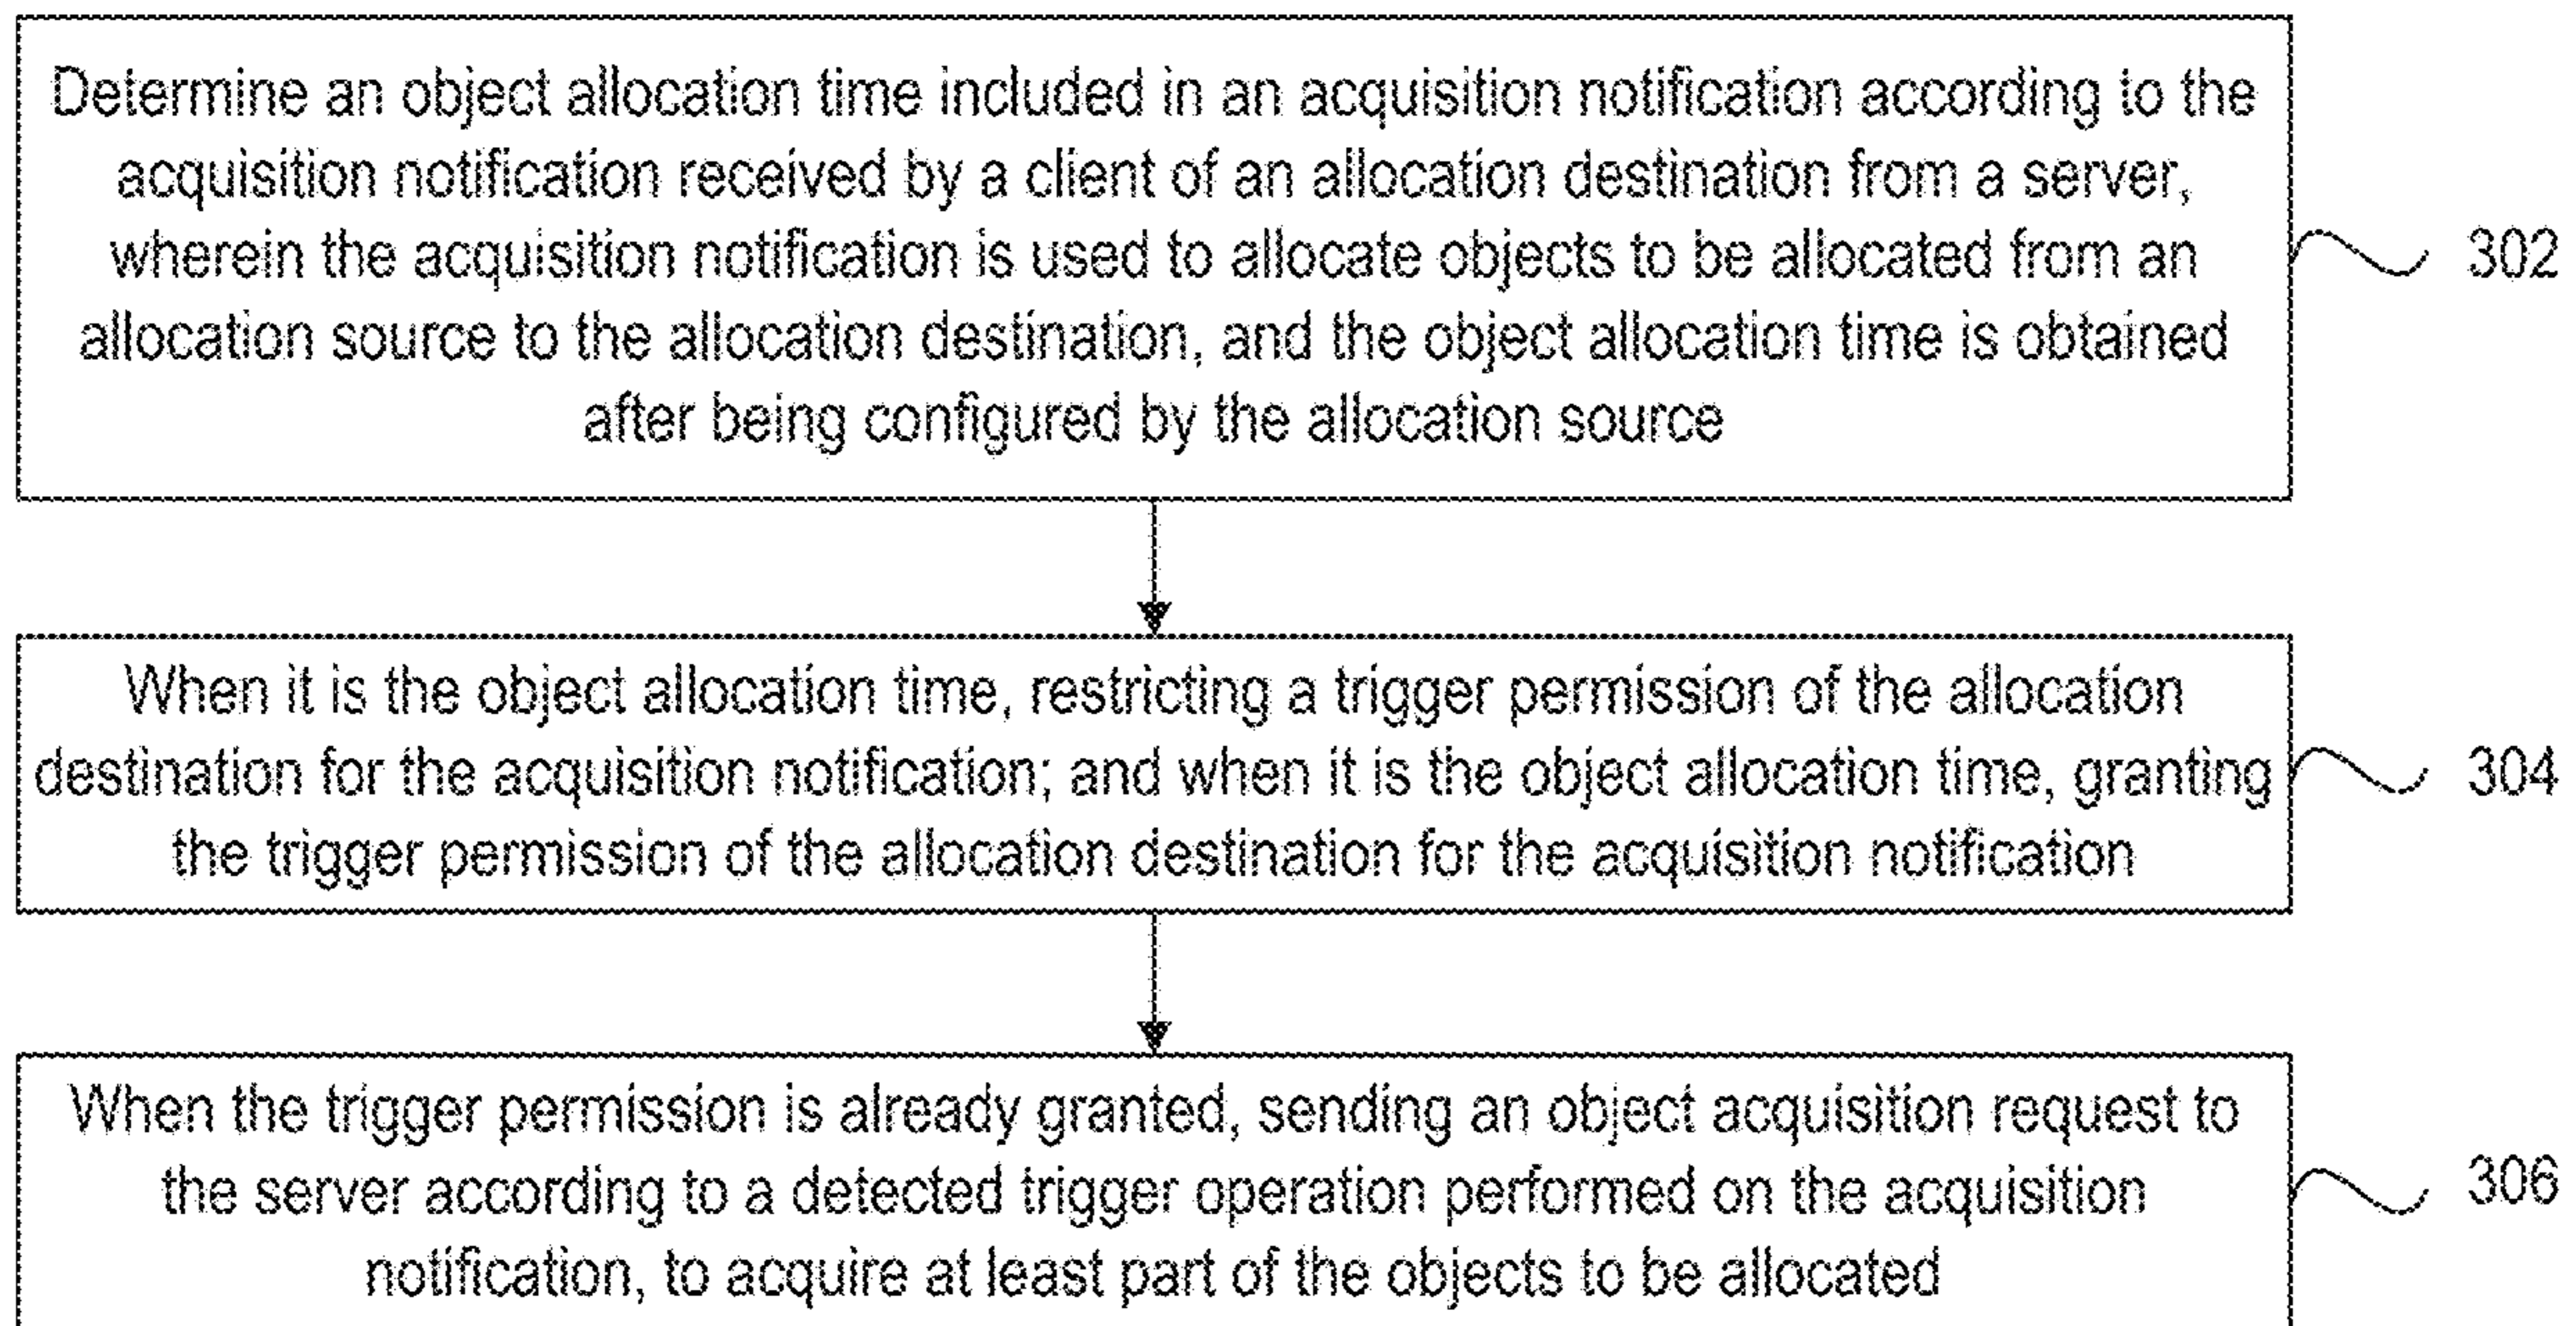 Determine an object allocation time included in an acquisition notification according to the
acquisition notification received by a client of an allocation destination from a server,
wherein the acquisition notification is used to allocate objects to be allocated from an
allocation source to the allocation destination, and the object allocation time is obtained
after being configured by the allocation source
302
When it is the object allocation time, restricting a trigger permission of the allocation
destination for the acquisition notification; and when it is the object allocation time, granting
the trigger permission of the allocation destination for the acquisition notification
304
When the trigger permission is already granted, sending an object acquisition request to
the server according to a detected trigger operation performed on the acquisition
notification, to acquire at least part of the objects to be allocated
306